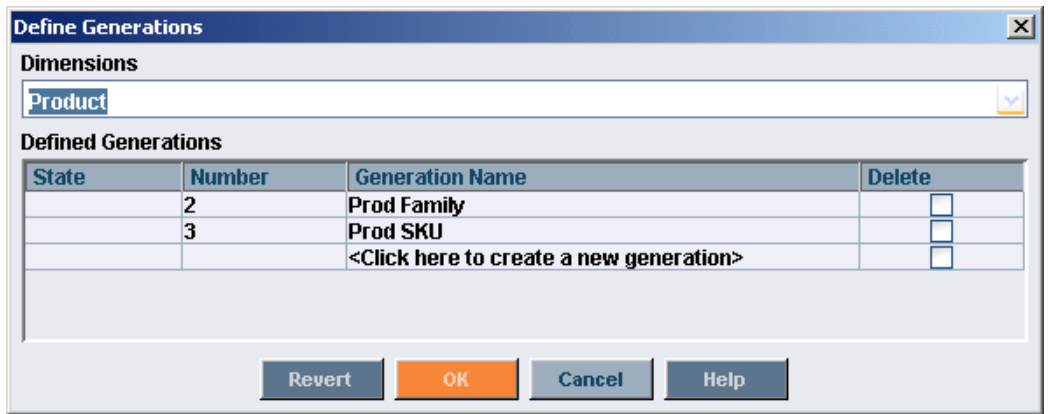 Define Generations
Dimensions
Product
Defined Generations
State Number Generation Name Delete
2 Prod Family
3 Prod SKU
<Click here to create a new generation>
Revert OK Cancel Help